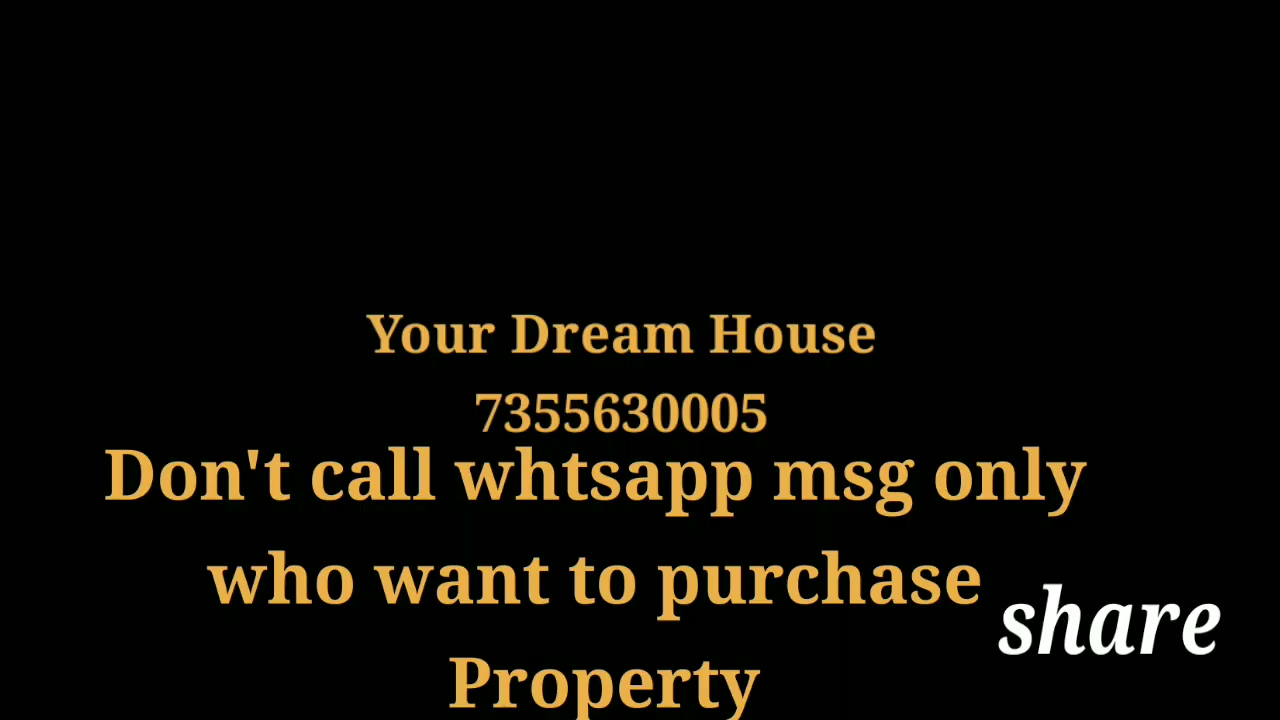 Your Dream House
7355630005
Don't call whtsapp msg only
who want to purchase
share
Property